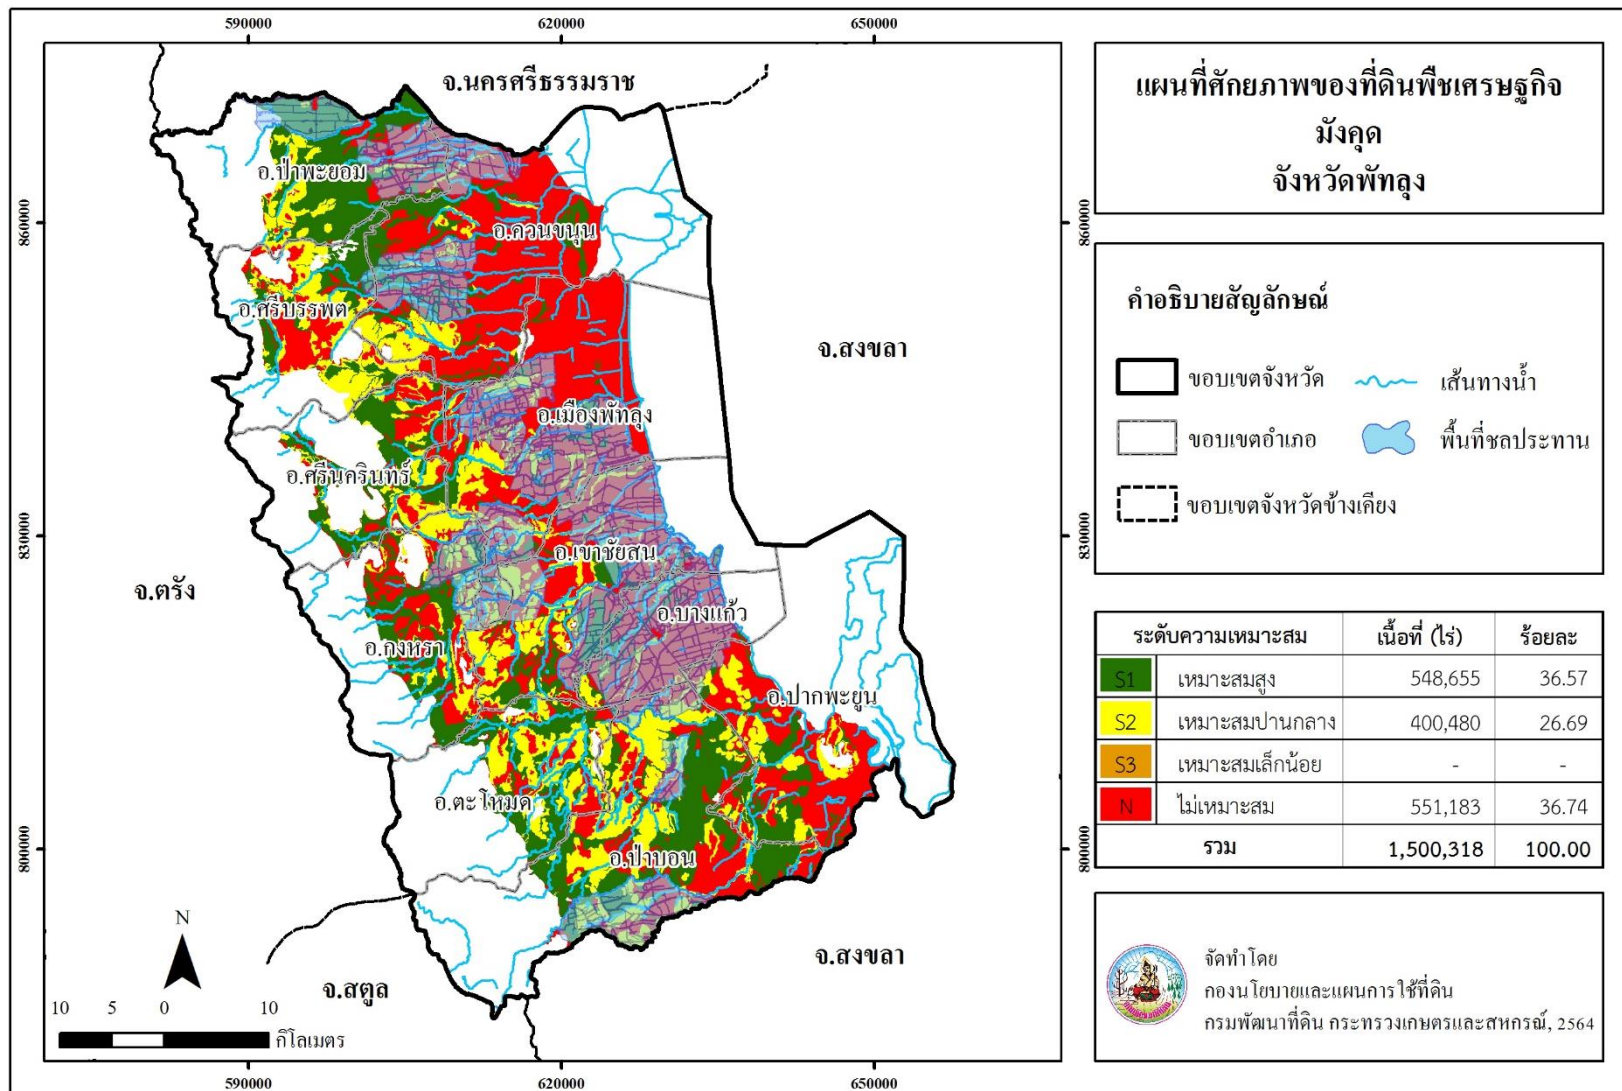 590000
620000
650000
แผนที่ศักยภาพของที่ดินพืชเศรษฐกิจ
มังคุด
จังหวัดพัทลุง
จ.นครศรีธรรมราช
อ.ป่าพะยอม
860000
อ.ควนขนุน
860000
อ.ศรีบรรพต
จ.สงขลา
อ.เมืองพัทลุง
อ.ศรีนครินทร์
830000
อ.เขาชัยสน
830000
จ.ตรัง
อ.บางแก้ว
อ.กงหรา
อ.ปากพะยูน
อ.ตะโหมด
800000
อ.ป่าบอน
800000
จ.สงขลา
จ.สตูล
N
10 5 0 10
กิโลเมตร
590000
620000
650000
คำอธิบายสัญลักษณ์
ขอบเขตจังหวัด
เส้นทางน้ำ
ขอบเขตอำเภอ
พื้นที่ชลประทาน
ขอบเขตจังหวัดข้างเคียง
ระดับความเหมาะสม เนื้อที่ (ไร่) ร้อยละ
S1 เหมาะสมสูง 548,655 36.57
S2 เหมาะสมปานกลาง 400,480 26.69
S3 เหมาะสมเล็กน้อย - -
N ไม่เหมาะสม 551,183 36.74
รวม 1,500,318 100.00
จัดทำโดย
กองนโยบายและแผนการใช้ที่ดิน
กรมพัฒนาที่ดิน กระทรวงเกษตรและสหกรณ์, 2564